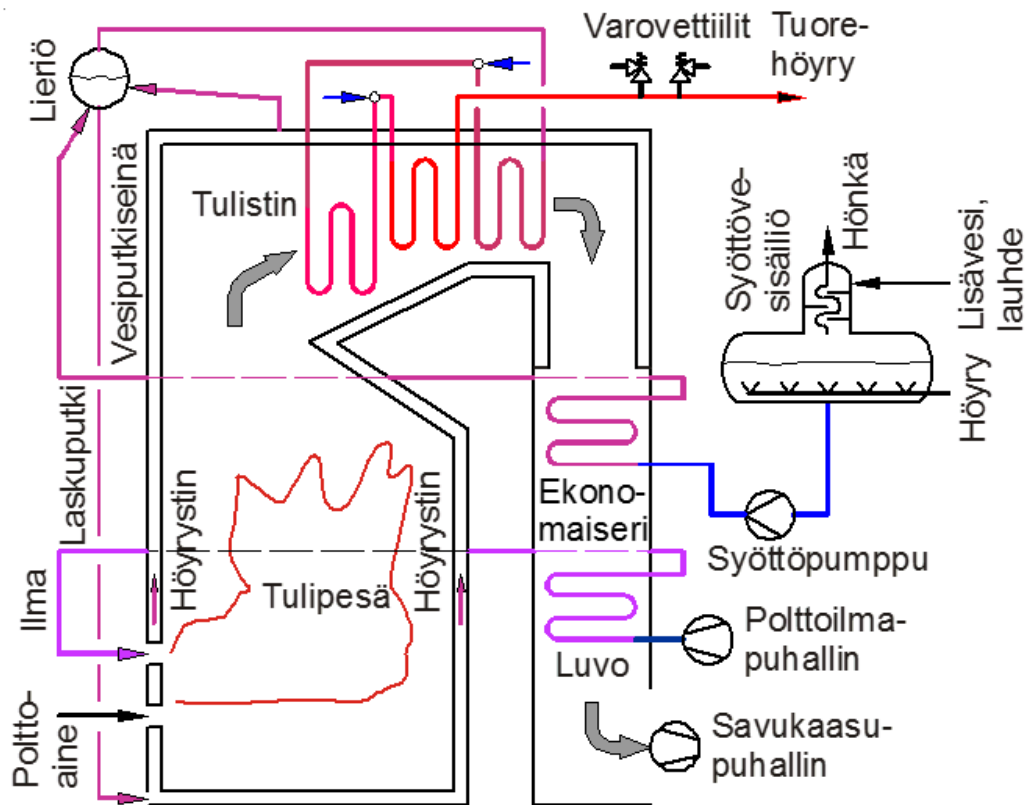 Varovettiilit
Tuore-
höyry
Lieriö
Vesiputkiseinä
Tulistin
Syöttöve-
sisäiliö
Hönkä
Lisävesi,
lauhde
Höyry
Laskuputki
Höyrystin
Tulipesä
Höyrystin
Ekono-
maiseri
Syöttöpumppu
Ilma
Luvo
Polttoilma-
puhallin
Poltto-
aine
Savukaasu-
puhallin